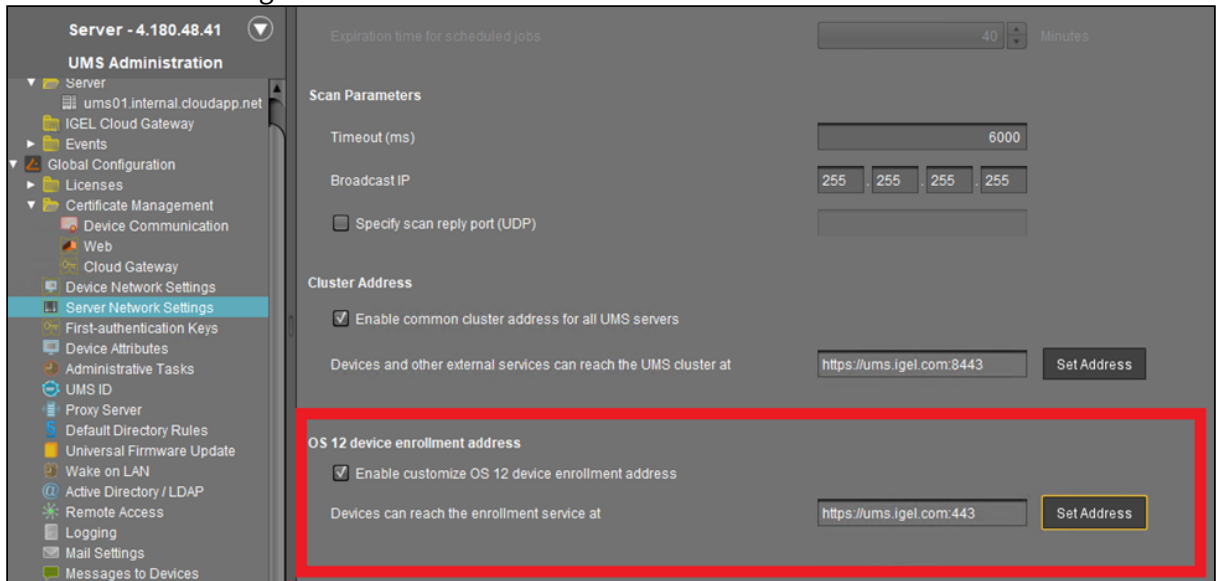 Server - 4.180.48.41
UMS Administration
Server
ums01.internal.cloudapp.net
IGEL Cloud Gateway
Events
Global Configuration
Licenses
Certificate Management
Device Communication
Web
Cloud Gateway
Device Network Settings
Server Network Settings
First-authentication Keys
Device Attributes
Administrative Tasks
UMS ID
Proxy Server
Default Directory Rules
Universal Firmware Update
Wake on LAN
Active Directory / LDAP
Remote Access
Logging
Mail Settings
Messages to Devices
Expiration time for scheduled jobs 40 Minutes
Scan Parameters
Timeout (ms) 6000
Broadcast IP 255 . 255 . 255 . 255
Specify scan reply port (UDP)
Cluster Address
Enable common cluster address for all UMS servers
Devices and other external services can reach the UMS cluster at https://ums.igel.com:8443 Set Address
OS 12 device enrollment address
Enable customize OS 12 device enrollment address
Devices can reach the enrollment service at https://ums.igel.com:443 Set Address